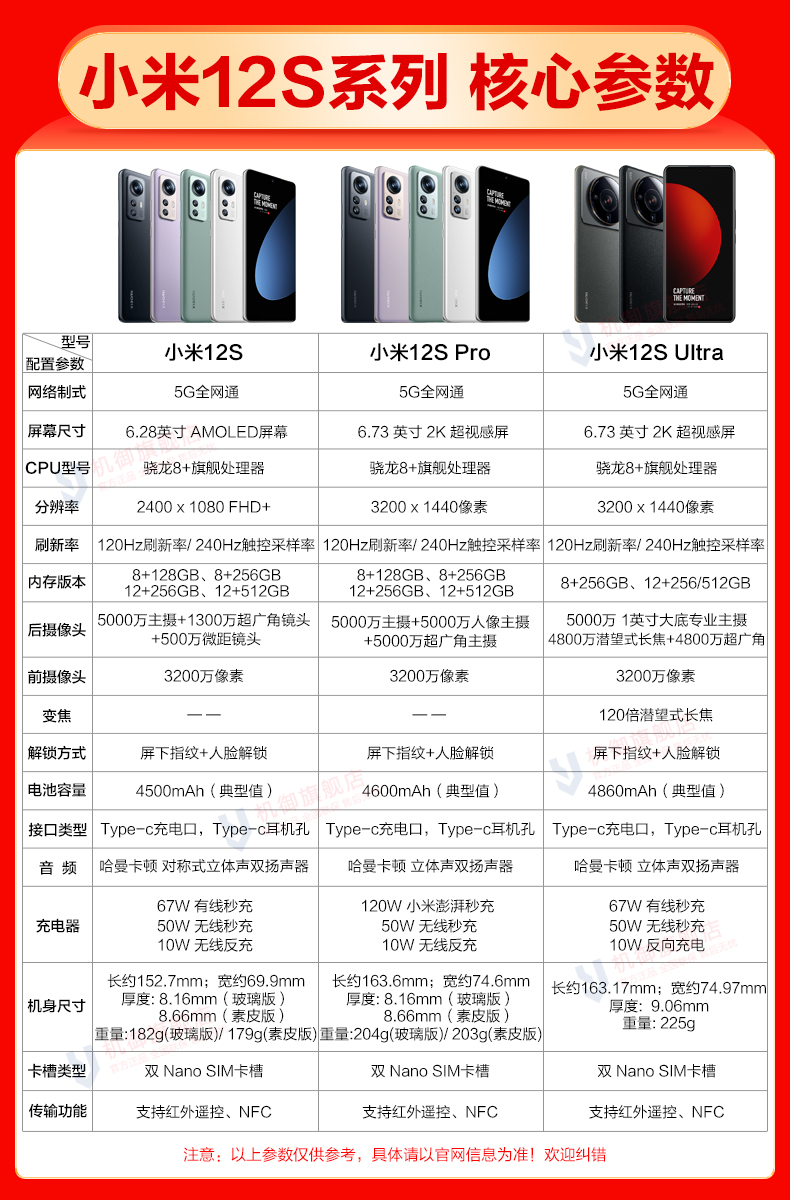 小米12S系列 核心参数
CAPTURE
THE MOMENT
CAPTURE
THE MOMENT
CAPTURE
THE MOMENT
型号
配置参数
小米12S
小米12S Pro
小米12S Ultra
网络制式
5G全网通
5G全网通
5G全网通
屏幕尺寸
6.28英寸 AMOLED屏幕
6.73 英寸 2K 超视感屏
6.73 英寸 2K 超视感屏
CPU型号
骁龙8+旗舰处理器
骁龙8+旗舰处理器
骁龙8+旗舰处理器
分辨率
2400 x 1080 FHD+
3200 x 1440像素
3200 x 1440像素
刷新率
120Hz刷新率/ 240Hz触控采样率
120Hz刷新率/ 240Hz触控采样率
120Hz刷新率/ 240Hz触控采样率
内存版本
8+128GB、8+256GB
12+256GB、12+512GB
8+128GB、8+256GB
12+256GB、12+512GB
8+256GB、12+256/512GB
后摄像头
5000万主摄+1300万超广角镜头
+500万微距镜头
5000万主摄+5000万人像主摄
+5000万超广角主摄
5000万 1英寸大底专业主摄
4800万潜望式长焦+4800万超广角
前摄像头
3200万像素
3200万像素
3200万像素
变焦
— —
— —
120倍潜望式长焦
解锁方式
屏下指纹+人脸解锁
屏下指纹+人脸解锁
屏下指纹+人脸解锁
电池容量
4500mAh（典型值）
4600mAh（典型值）
4860mAh（典型值）
接口类型
Type-c充电口，Type-c耳机孔
Type-c充电口，Type-c耳机孔
Type-c充电口，Type-c耳机孔
音 频
哈曼卡顿 对称式立体声双扬声器
哈曼卡顿 立体声双扬声器
哈曼卡顿 立体声双扬声器
充电器
67W 有线秒充
50W 无线秒充
10W 无线反充
120W 小米澎湃秒充
50W 无线秒充
10W 无线反充
67W 有线秒充
50W 无线秒充
10W 反向充电
机身尺寸
长约152.7mm；宽约69.9mm
厚度: 8.16mm（玻璃版）
8.66mm（素皮版）
重量:182g(玻璃版)/ 179g(素皮版)
长约163.6mm；宽约74.6mm
厚度: 8.16mm（玻璃版）
8.66mm（素皮版）
重量:204g(玻璃版)/ 203g(素皮版)
长约163.17mm；宽约74.97mm
厚度: 9.06mm
重量: 225g
卡槽类型
双 Nano SIM卡槽
双 Nano SIM卡槽
双 Nano SIM卡槽
传输功能
支持红外遥控、NFC
支持红外遥控、NFC
支持红外遥控、NFC
注意：以上参数仅供参考，具体请以官网信息为准！欢迎纠错
机御旗舰店
机御旗舰店
机御旗舰店
机御旗舰店
机御旗舰店
机御旗舰店